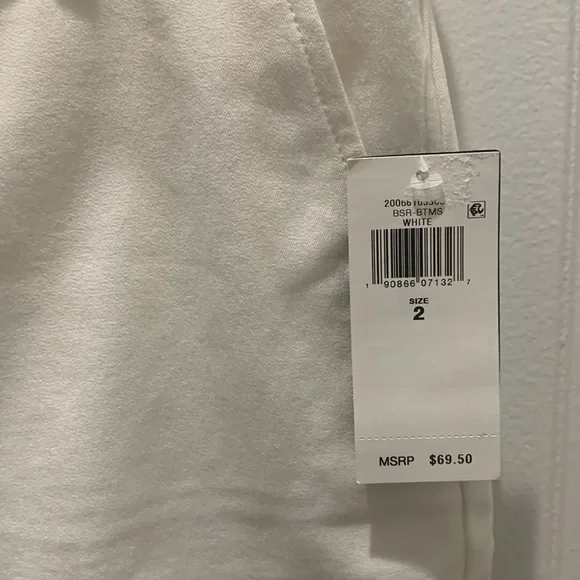 BSR-BTMS
WHITE
1 90866 07132 7
SIZE
2
MSRP $69.50